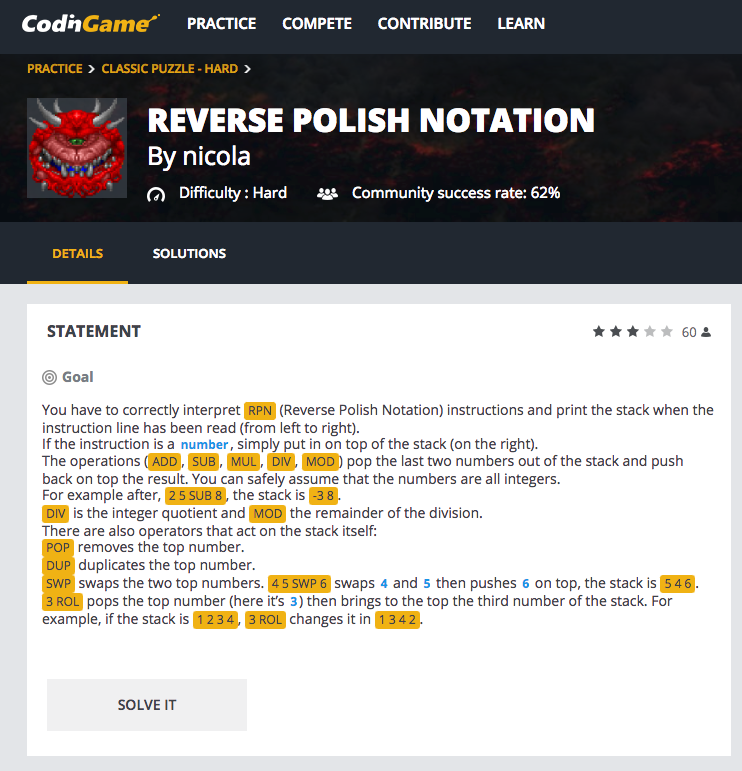 CodinGame PRACTICE COMPETE CONTRIBUTE LEARN
PRACTICE > CLASSIC PUZZLE - HARD >
REVERSE POLISH NOTATION
By nicola
Difficulty : Hard Community success rate: 62%
DETAILS SOLUTIONS
STATEMENT 60
Goal
You have to correctly interpret RPN (Reverse Polish Notation) instructions and print the stack when the
instruction line has been read (from left to right).
If the instruction is a number, simply put in on top of the stack (on the right).
The operations (ADD, SUB, MUL, DIV, MOD) pop the last two numbers out of the stack and push
back on top the result. You can safely assume that the numbers are all integers.
For example after, 2 5 SUB 8, the stack is -3 8.
DIV is the integer quotient and MOD the remainder of the division.
There are also operators that act on the stack itself:
POP removes the top number.
DUP duplicates the top number.
SWP swaps the two top numbers. 4 5 SWP 6 swaps 4 and 5 then pushes 6 on top, the stack is 5 4 6.
3 ROL pops the top number (here it's 3) then brings to the top the third number of the stack. For
example, if the stack is 1 2 3 4, 3 ROL changes it in 1 3 4 2.
SOLVE IT